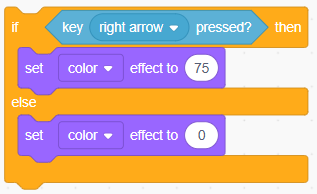 if key right arrow pressed? then
set color effect to 75
else
set color effect to 0